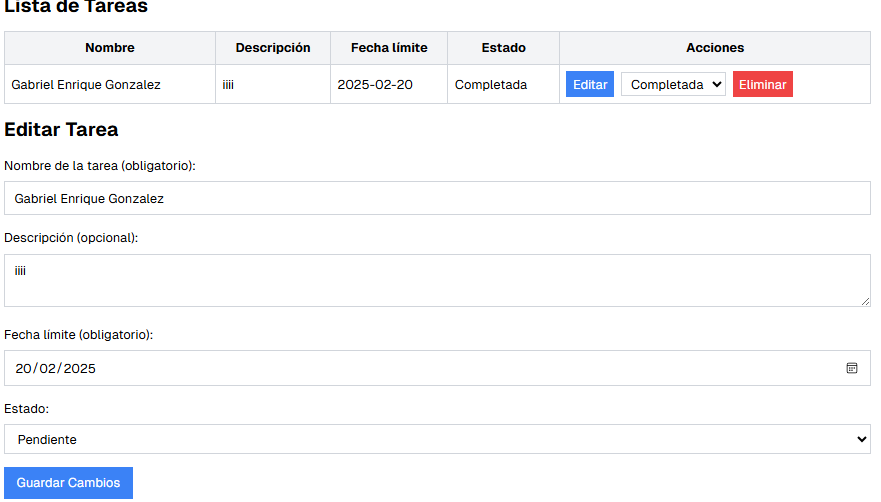 Lista de Tareas
Nombre Descripción Fecha límite Estado Acciones
Gabriel Enrique Gonzalez iiii 2025-02-20 Completada Editar Completada Eliminar
Editar Tarea
Nombre de la tarea (obligatorio):
Gabriel Enrique Gonzalez
Descripción (opcional):
iiii
Fecha límite (obligatorio):
20/02/2025
Estado:
Pendiente
Guardar Cambios